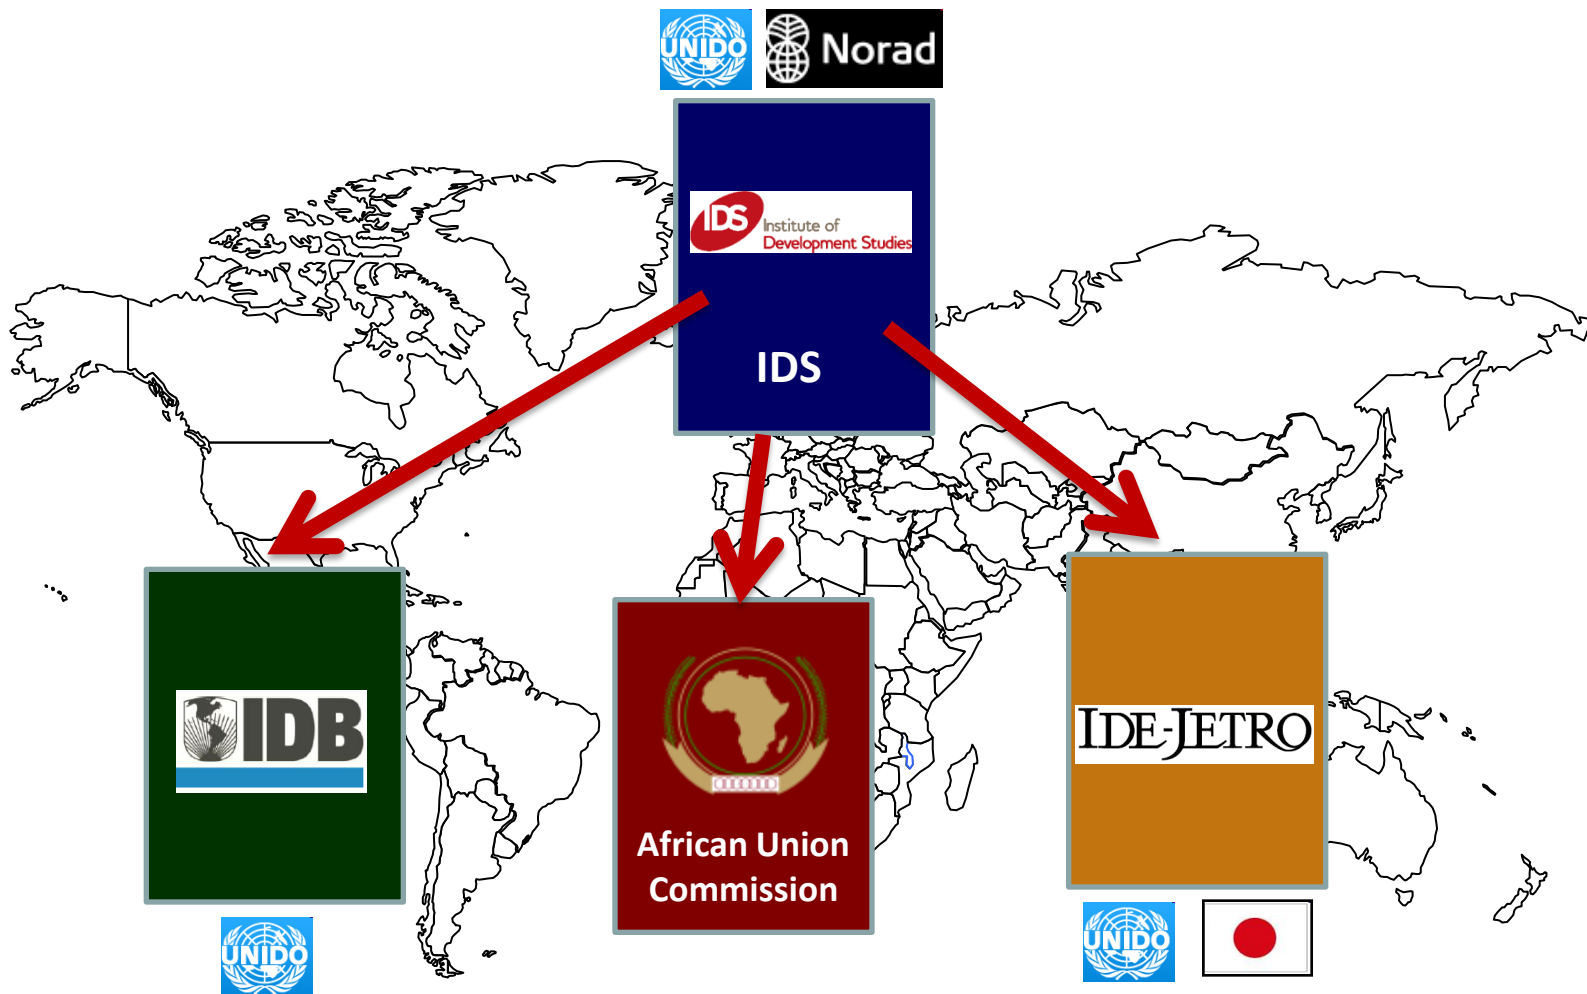 UNIDO
Norad
IDS
Institute of
Development Studies
IDS
IDB
African Union
Commission
IDE-JETRO
UNIDO
UNIDO